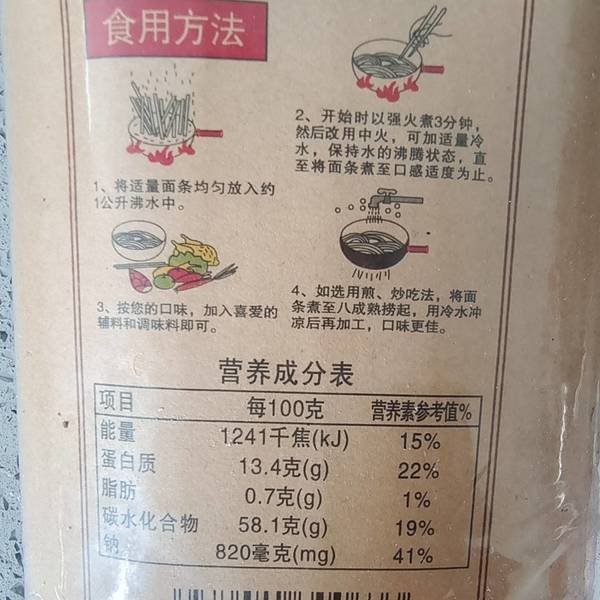 食用方法
1、将适量面条均匀放入约
1公升沸水中。
2、开始时以强火煮3分钟，
然后改用中火，可加适量冷
水，保持水的沸腾状态，直
至将面条煮至口感适度为止。
3、按您的口味，加入喜爱的
辅料和调味料即可。
4、如选用煎、炒吃法，将面
条煮至八成熟捞起，用冷水冲
凉后再加工，口味更佳。
营养成分表
项目 每100克 营养素参考值%
能量 1241千焦(kJ) 15%
蛋白质 13.4克(g) 22%
脂肪 0.7克(g) 1%
碳水化合物 58.1克(g) 19%
钠 820毫克(mg) 41%